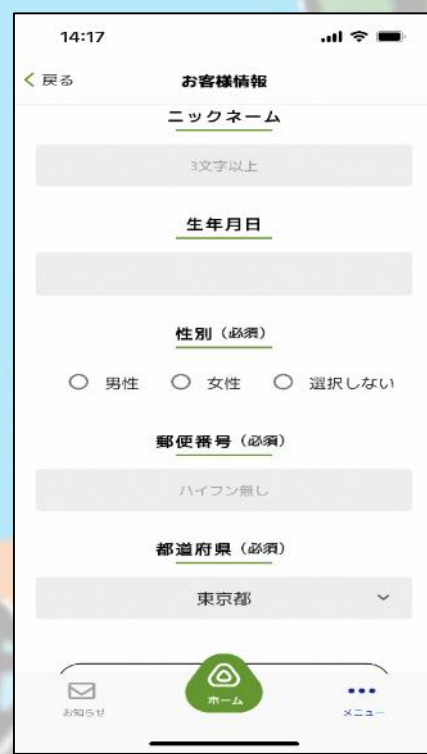 14:17
戻る
お客様情報
ニックネーム
3文字以上
生年月日
性別（必須）
男性 女性 選択しない
郵便番号（必須）
ハイフン無し
都道府県（必須）
東京都
お知らせ
ホーム
メニュー